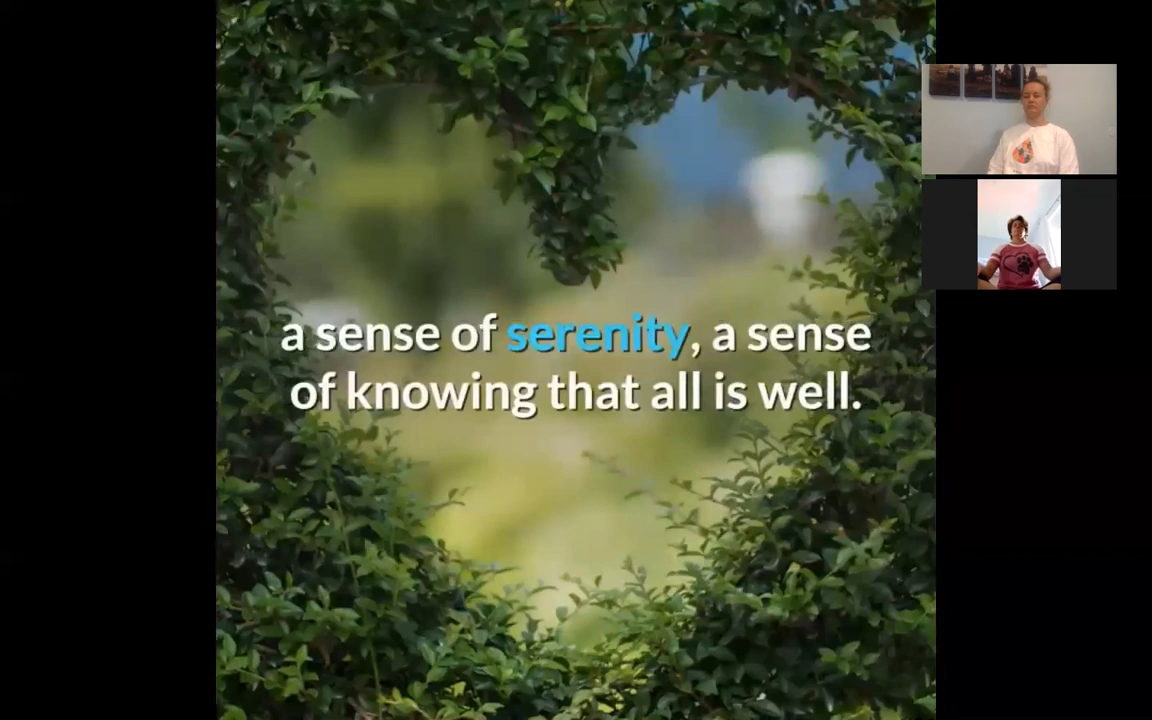 a sense of serenity, a sense
of knowing that all is well.